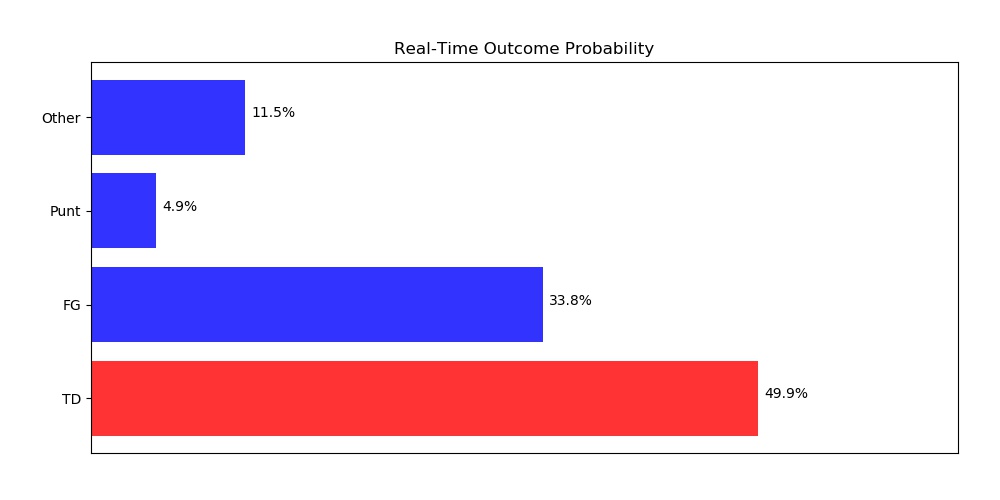 Real-Time Outcome Probability
Other
11.5%
Punt
4.9%
FG
33.8%
TD
49.9%